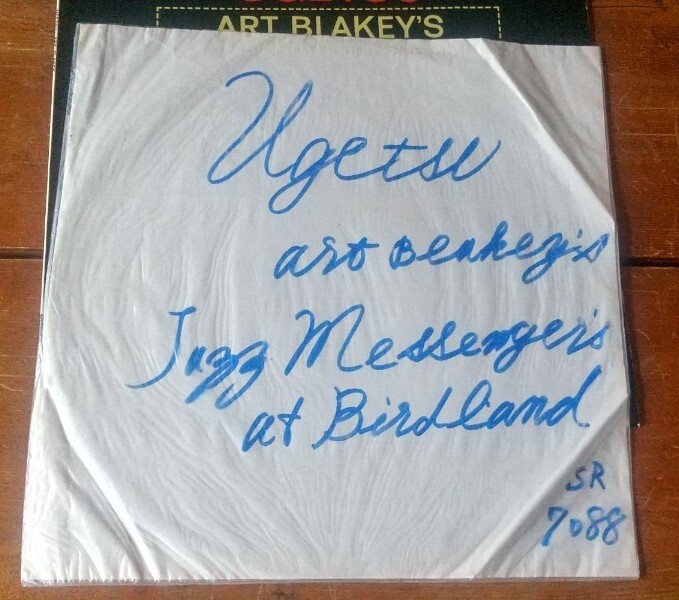 ART BLAKEY'S
Ugetsu
art Blakey's
Jazz Messenger's
at Birdland
SR
7088